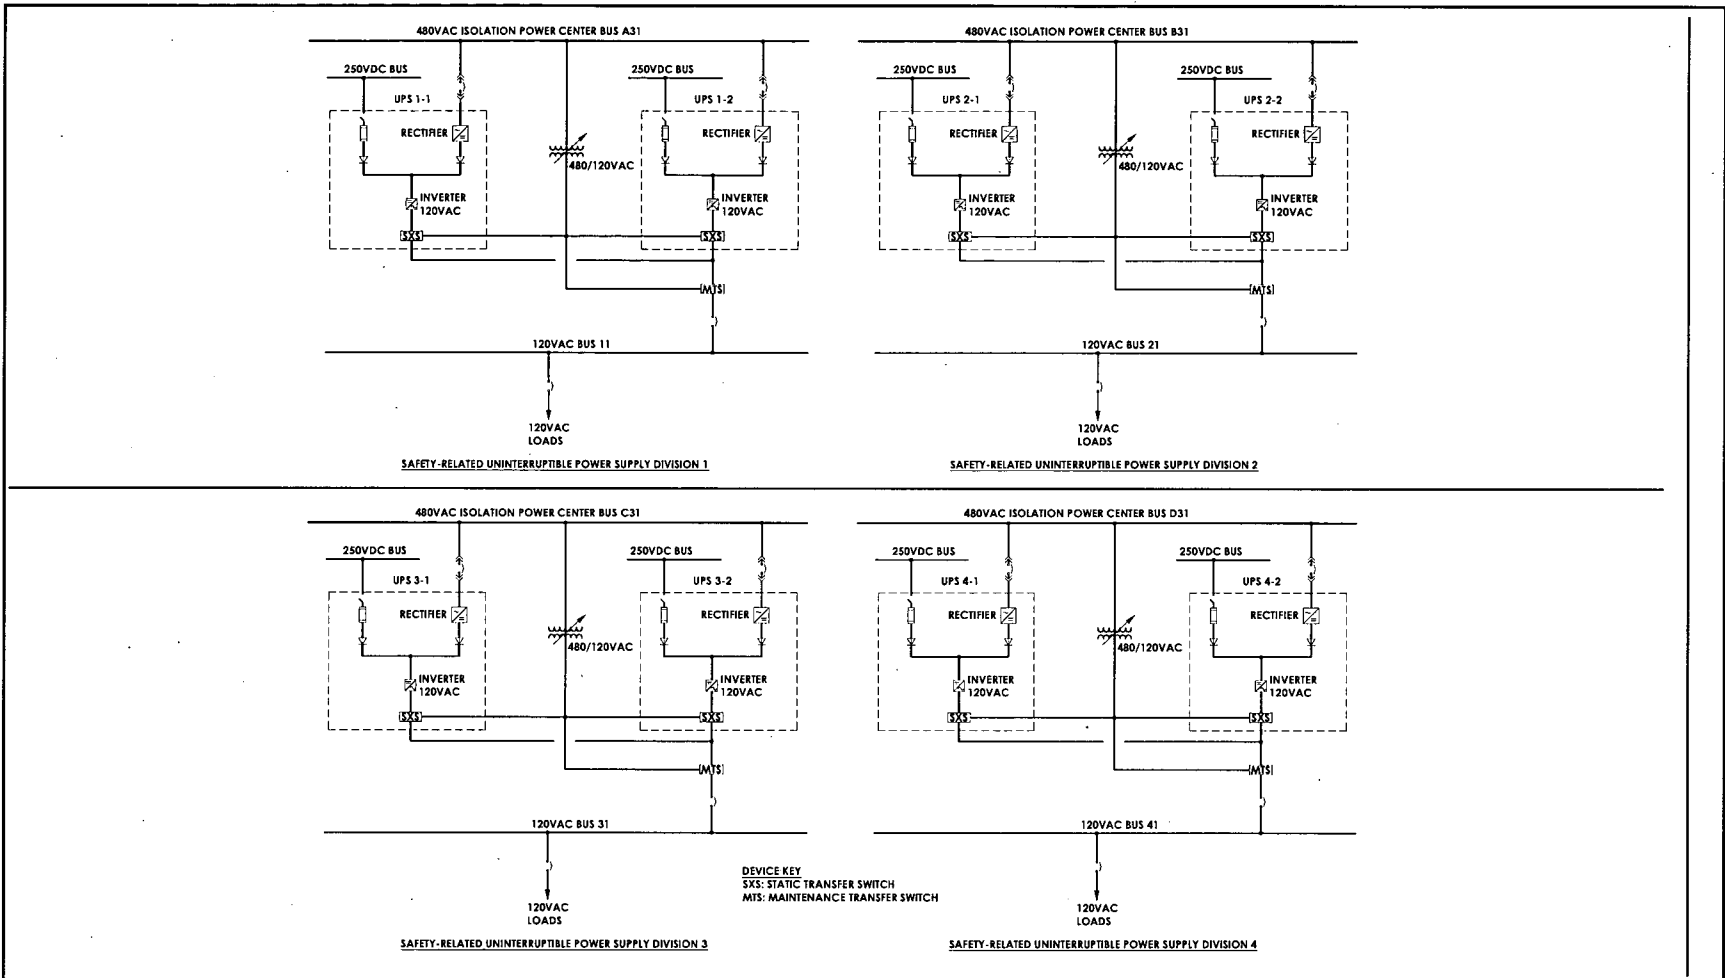 480VAC ISOLATION POWER CENTER BUS A31
250VDC BUS
250VDC BUS
UPS 1-1
UPS 1-2
RECTIFIER
RECTIFIER
480/120VAC
INVERTER
120VAC
INVERTER
120VAC
SXS
SXS
MTS
120VAC BUS 11
120VAC
LOADS
SAFETY-RELATED UNINTERRUPTIBLE POWER SUPPLY DIVISION 1
480VAC ISOLATION POWER CENTER BUS B31
250VDC BUS
250VDC BUS
UPS 2-1
UPS 2-2
RECTIFIER
RECTIFIER
480/120VAC
INVERTER
120VAC
INVERTER
120VAC
SXS
SXS
MTS
120VAC BUS 21
120VAC
LOADS
SAFETY-RELATED UNINTERRUPTIBLE POWER SUPPLY DIVISION 2
480VAC ISOLATION POWER CENTER BUS C31
250VDC BUS
250VDC BUS
UPS 3-1
UPS 3-2
RECTIFIER
RECTIFIER
480/120VAC
INVERTER
120VAC
INVERTER
120VAC
SXS
SXS
MTS
120VAC BUS 31
120VAC
LOADS
SAFETY-RELATED UNINTERRUPTIBLE POWER SUPPLY DIVISION 3
480VAC ISOLATION POWER CENTER BUS D31
250VDC BUS
250VDC BUS
UPS 4-1
UPS 4-2
RECTIFIER
RECTIFIER
480/120VAC
INVERTER
120VAC
INVERTER
120VAC
SXS
SXS
MTS
120VAC BUS 41
120VAC
LOADS
SAFETY-RELATED UNINTERRUPTIBLE POWER SUPPLY DIVISION 4
DEVICE KEY
SXS: STATIC TRANSFER SWITCH
MTS: MAINTENANCE TRANSFER SWITCH